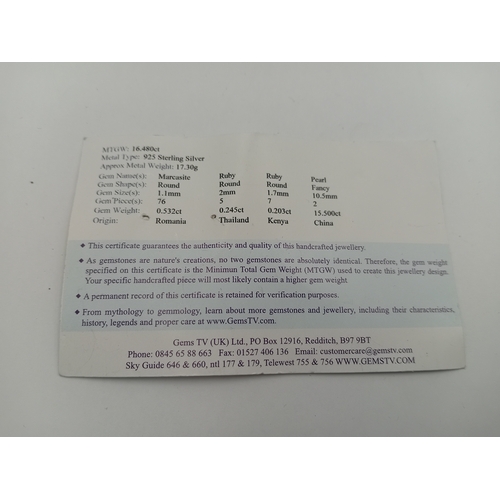 MTGW: 16.480ct
Metal Type: 925 Sterling Silver
Approx Metal Weight: 17.30g
Gem Name(s): Marcasite Ruby Ruby Pearl
Gem Shape(s): Round Round Round Fancy
Gem Size(s): 1.1mm 2mm 1.7mm 10.5mm
Gem Piece(s): 76 5 7 2
Gem Weight: 0.532ct 0.245ct 0.203ct 15.500ct
Origin: Romania Thailand Kenya China
♦ This certificate guarantees the authenticity and quality of this handcrafted jewellery.
♦ As gemstones are nature's creations, no two gemstones are absolutely identical. Therefore, the gem weight
specified on this certificate is the Minimun Total Gem Weight (MTGW) used to create this jewellery design.
Your specific handcrafted piece will most likely contain a higher gem weight.
♦ A permanent record of this certificate is retained for verification purposes.
♦ From mythology to gemmology, learn about more gemstones and jewellery, including their characteristics,
history, legends and proper care at www.GemsTV.com.
Gems TV (UK) Ltd., PO Box 12916, Redditch, B97 9BT
Phone: 0845 65 88 663 Fax: 01527 406 136 Email: customercare@gemstv.com
Sky Guide 646 & 660, ntl 177 & 179, Telewest 755 & 756 WWW.GEMSTV.COM